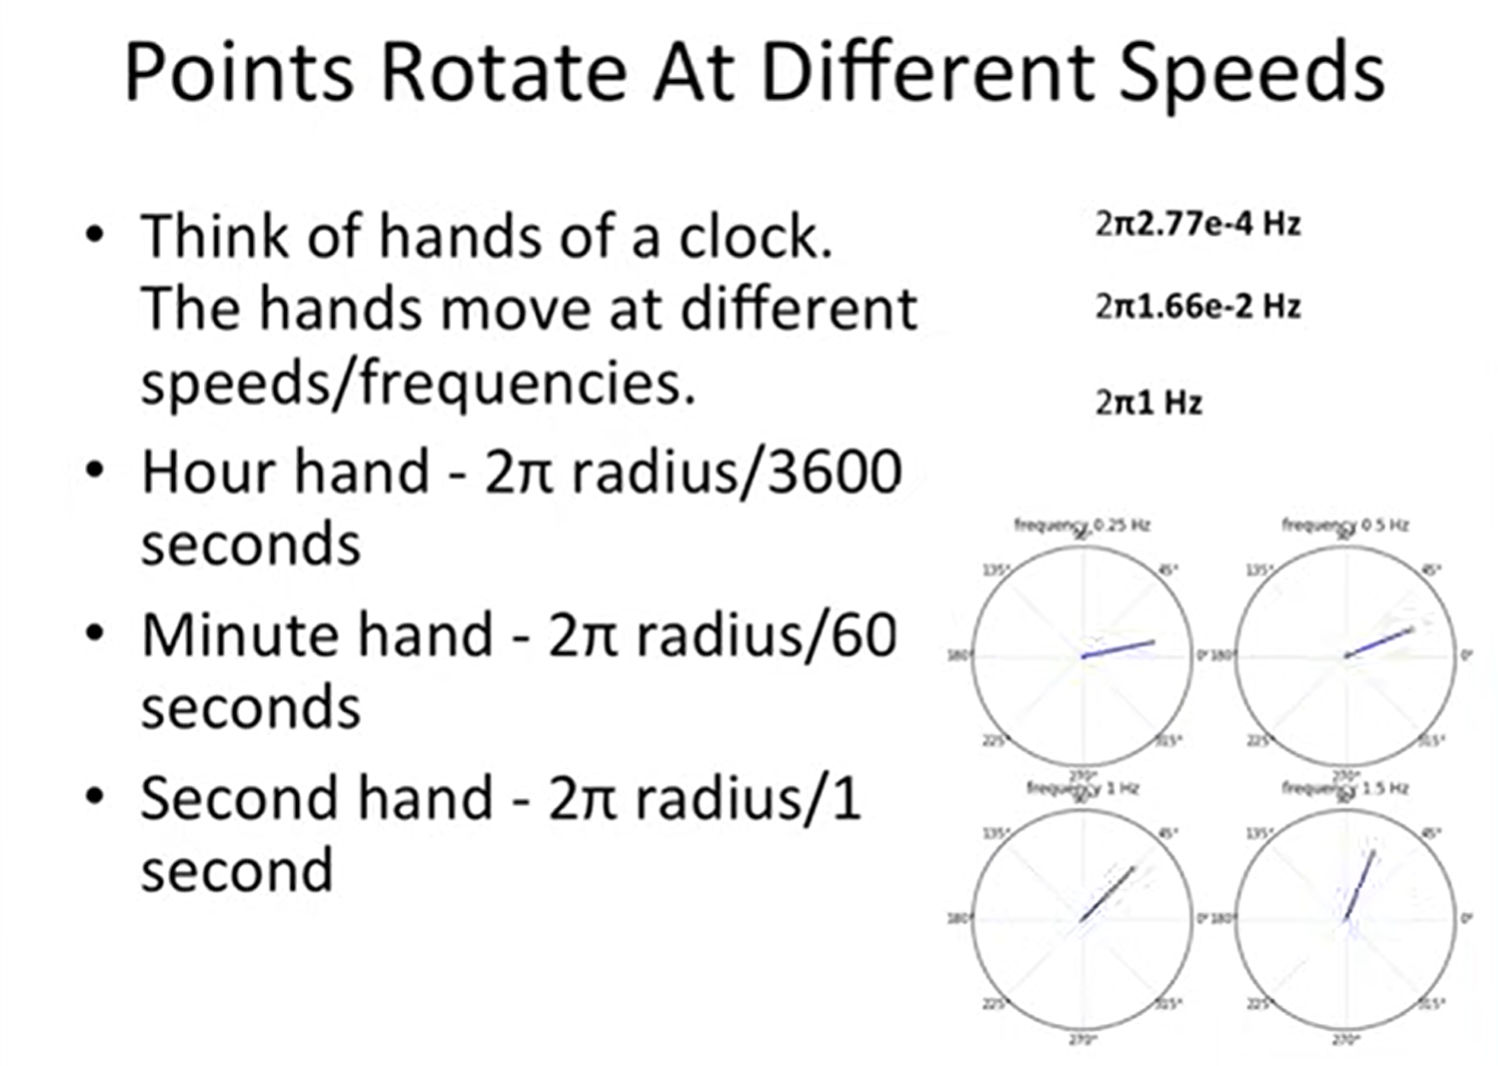 Points Rotate At Different Speeds
• Think of hands of a clock.
The hands move at different
speeds/frequencies.
• Hour hand - 2π radius/3600
seconds
• Minute hand - 2π radius/60
seconds
• Second hand - 2π radius/1
second
2π2.77e-4 Hz
2π1.66e-2 Hz
2π1 Hz
frequency 0.25 Hz
90°
135°
45°
180°
0°
225°
315°
270°
frequency 0.5 Hz
90°
135°
45°
180°
0°
225°
315°
270°
frequency 1 Hz
90°
135°
45°
180°
0°
225°
315°
270°
frequency 1.5 Hz
90°
135°
45°
180°
0°
225°
315°
270°